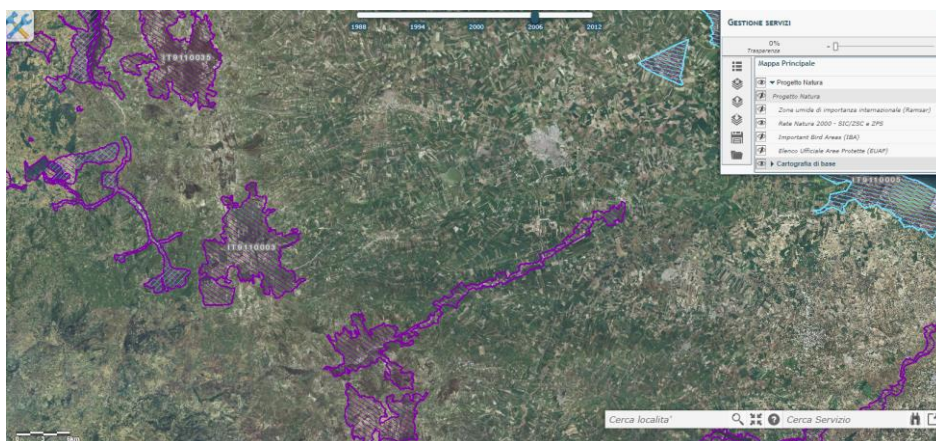 1988 1994 2000 2006 2012
GESTIONE SERVIZI
0%
Trasparenza
Mappa Principale
Progetto Natura
Progetto Natura
Zona umida di importanza internazionale (Ramsar)
Rete Natura 2000 - SIC/ZSC e ZPS
Important Bird Areas (IBA)
Elenco Ufficiale Aree Protette (EUAP)
Cartografia di base
IT9110035
IT9110005
IT9110003
Cerca localita'
Cerca Servizio